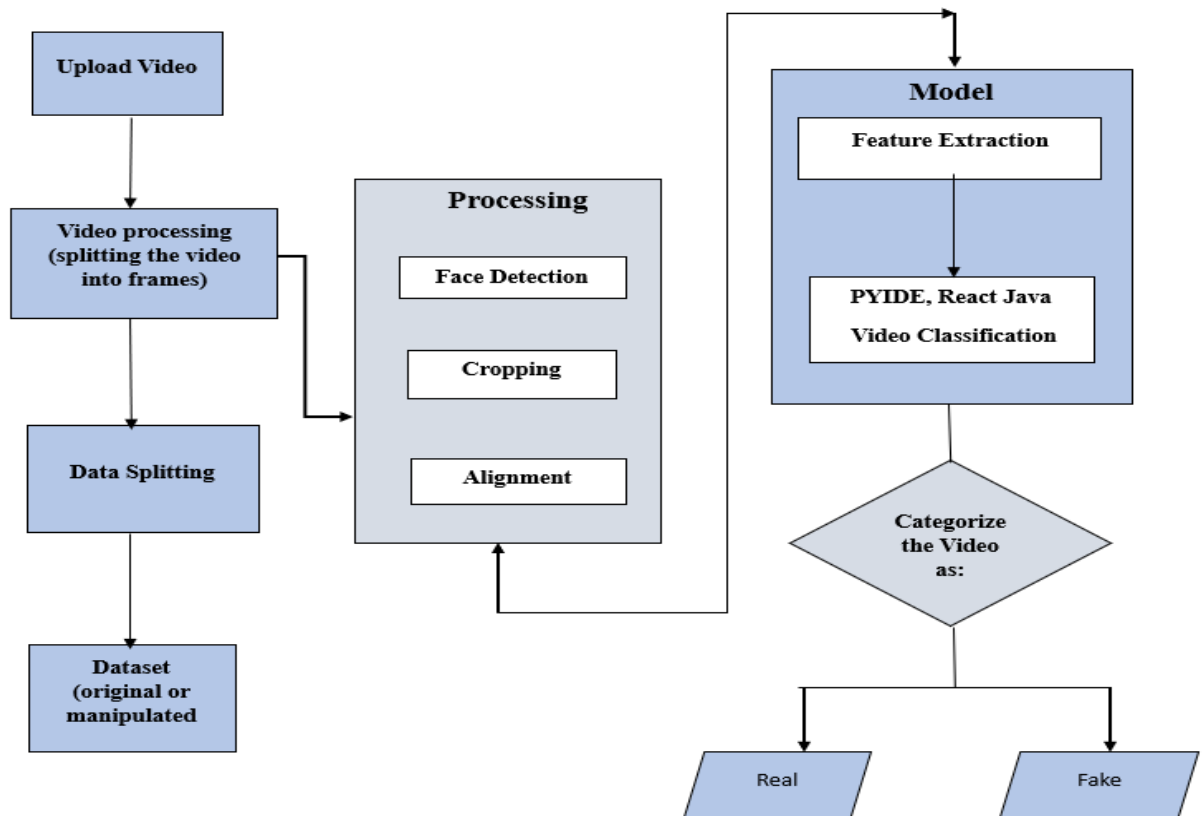 Upload Video
Video processing
(splitting the video
into frames)
Data Splitting
Dataset
(original or
manipulated
Processing
Face Detection
Cropping
Alignment
Model
Feature Extraction
PYIDE, React Java
Video Classification
Categorize
the Video
as:
Real
Fake